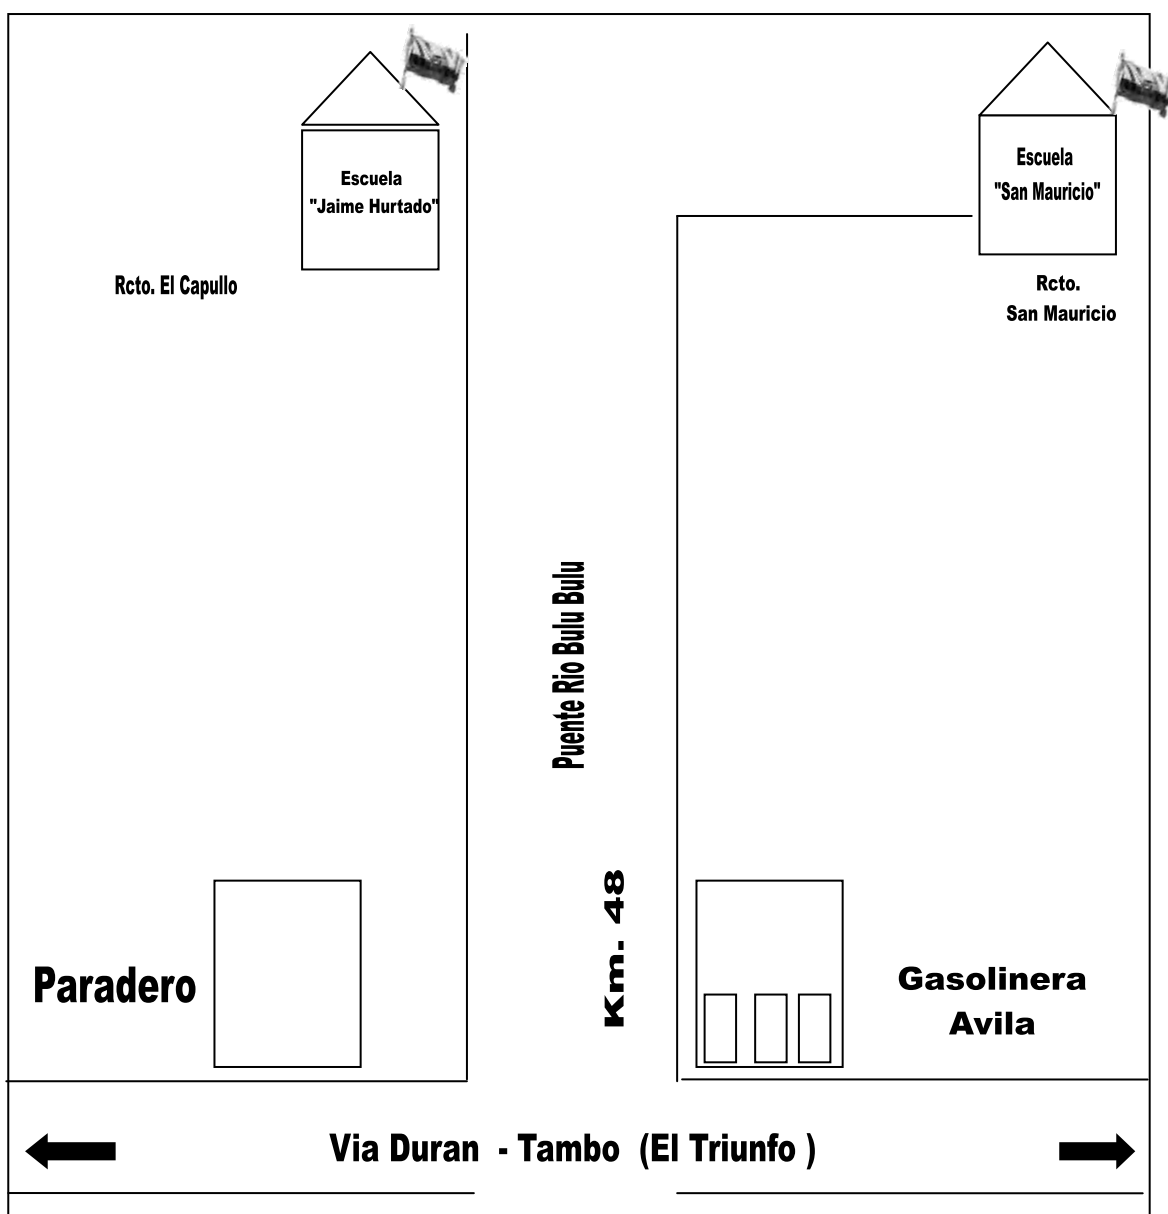 Escuela
"Jaime Hurtado"
Escuela
"San Mauricio"
Rcto. El Capullo
Rcto.
San Mauricio
Puente Rio Bulu Bulu
Km. 48
Paradero
Gasolinera
Avila
Via Duran - Tambo (El Triunfo )